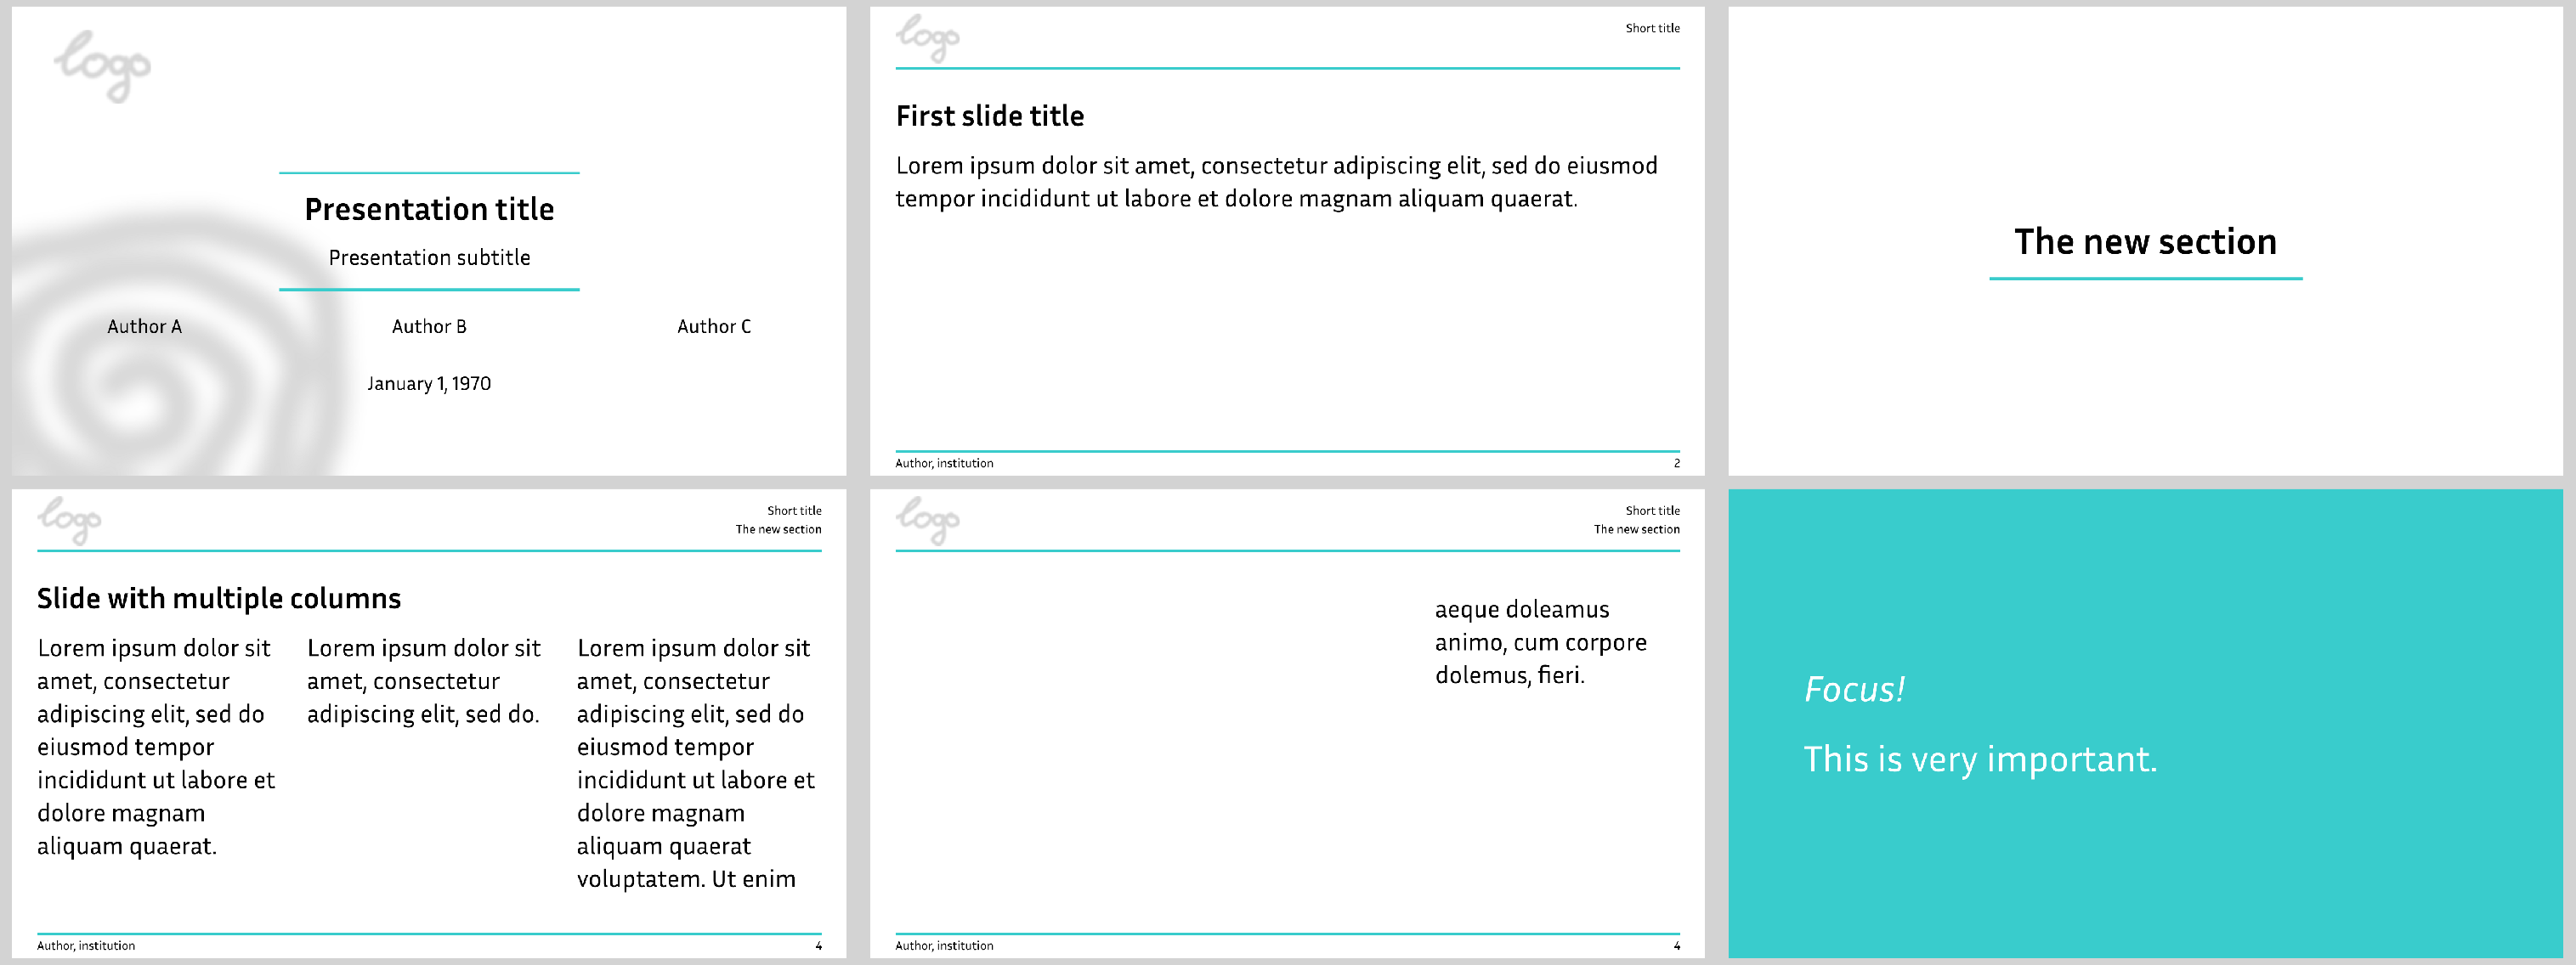 logo
Presentation title
Presentation subtitle
Author A
Author B
Author C
January 1, 1970
logo
Short title
First slide title
Lorem ipsum dolor sit amet, consectetur adipiscing elit, sed do eiusmod
tempor incididunt ut labore et dolore magnam aliquam quaerat.
Author, institution
2
The new section
logo
Short title
The new section
Slide with multiple columns
Lorem ipsum dolor sit
amet, consectetur
adipiscing elit, sed do
eiusmod tempor
incididunt ut labore et
dolore magnam
aliquam quaerat.
Lorem ipsum dolor sit
amet, consectetur
adipiscing elit, sed do.
Lorem ipsum dolor sit
amet, consectetur
adipiscing elit, sed do
eiusmod tempor
incididunt ut labore et
dolore magnam
aliquam quaerat
voluptatem. Ut enim
Author, institution
4
logo
Short title
The new section
aeque doleamus
animo, cum corpore
dolemus, fieri.
Author, institution
4
Focus!
This is very important.